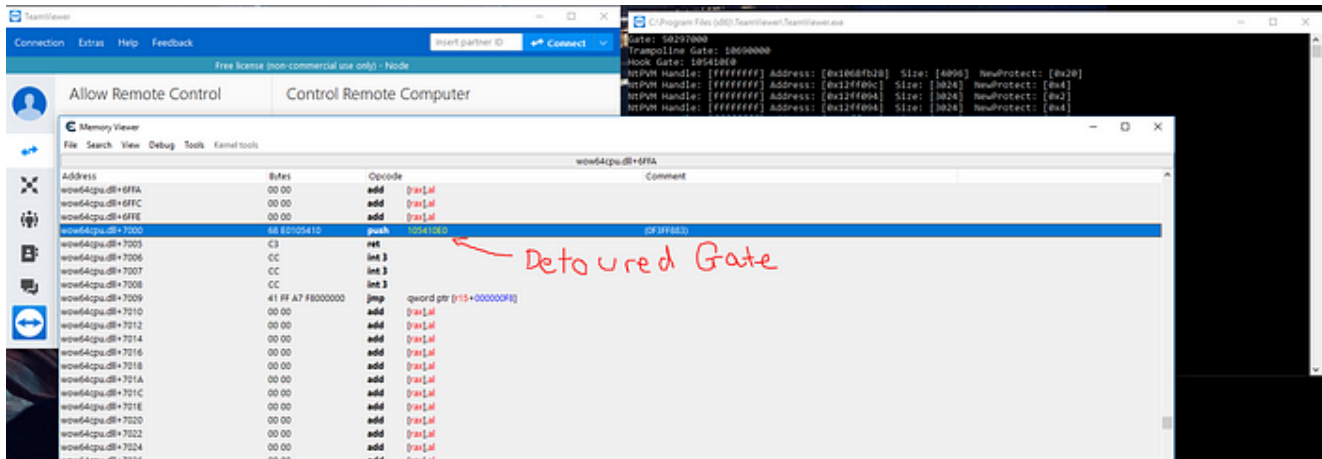 TeamViewer
Connection Extras Help Feedback
Insert partner ID
Connect
Free license (non-commercial use only) - Node
Allow Remote Control
Control Remote Computer
C:\Program Files (x86)\TeamViewer\TeamViewer.exe
Gate: 50297000
Trampoline Gate: 10690000
Hook Gate: 105410E0
NtPVM Handle: [ffffffff] Address: [0x1068fb28] Size: [4096] NewProtect: [0x20]
NtPVM Handle: [ffffffff] Address: [0x12ff09c] Size: [3024] NewProtect: [0x4]
NtPVM Handle: [ffffffff] Address: [0x12ff094] Size: [3024] NewProtect: [0x2]
NtPVM Handle: [ffffffff] Address: [0x12ff094] Size: [3024] NewProtect: [0x4]
Memory Viewer
File Search View Debug Tools Kernel tools
wow64cpu.dll+6FFA
Address Bytes Opcode Comment
wow64cpu.dll+6FFA 00 00 add [rax],al
wow64cpu.dll+6FFC 00 00 add [rax],al
wow64cpu.dll+6FFE 00 00 add [rax],al
wow64cpu.dll+7000 68 E0105410 push 105410E0 (0F3FF883)
wow64cpu.dll+7005 C3 ret
wow64cpu.dll+7006 CC int 3
wow64cpu.dll+7007 CC int 3
wow64cpu.dll+7008 CC int 3
wow64cpu.dll+7009 41 FF A7 F8000000 jmp qword ptr [r15+000000F8]
wow64cpu.dll+7010 00 00 add [rax],al
wow64cpu.dll+7012 00 00 add [rax],al
wow64cpu.dll+7014 00 00 add [rax],al
wow64cpu.dll+7016 00 00 add [rax],al
wow64cpu.dll+7018 00 00 add [rax],al
wow64cpu.dll+701A 00 00 add [rax],al
wow64cpu.dll+701C 00 00 add [rax],al
wow64cpu.dll+701E 00 00 add [rax],al
wow64cpu.dll+7020 00 00 add [rax],al
wow64cpu.dll+7022 00 00 add [rax],al
wow64cpu.dll+7024 00 00 add [rax],al
Detoured Gate